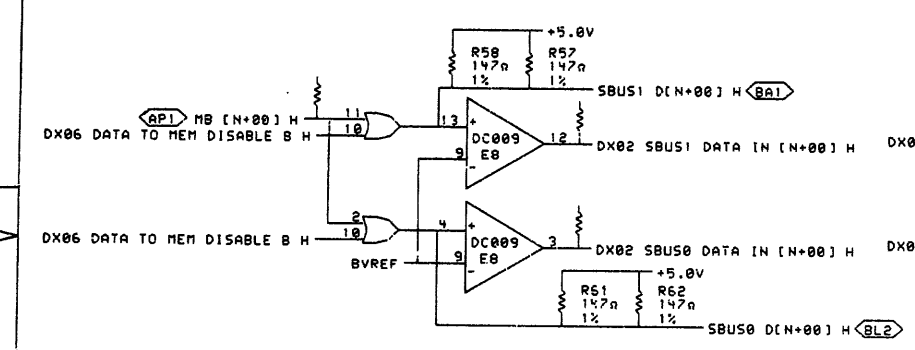 +5.0V
R58 R57
147Ω 147Ω
1% 1%
SBUS1 D[N+00] H BA1
AP1 MB [N+00] H 11
DX06 DATA TO MEM DISABLE B H 10
13 + 12
DC009
E8
9 -
DX02 SBUS1 DATA IN [N+00] H DX0
2
DX06 DATA TO MEM DISABLE B H 10
4 + 3
DC009
E8
BVREF 9 -
DX02 SBUS0 DATA IN [N+00] H DX0
+5.0V
R61 R62
147Ω 147Ω
1% 1%
SBUS0 D[N+00] H BL2